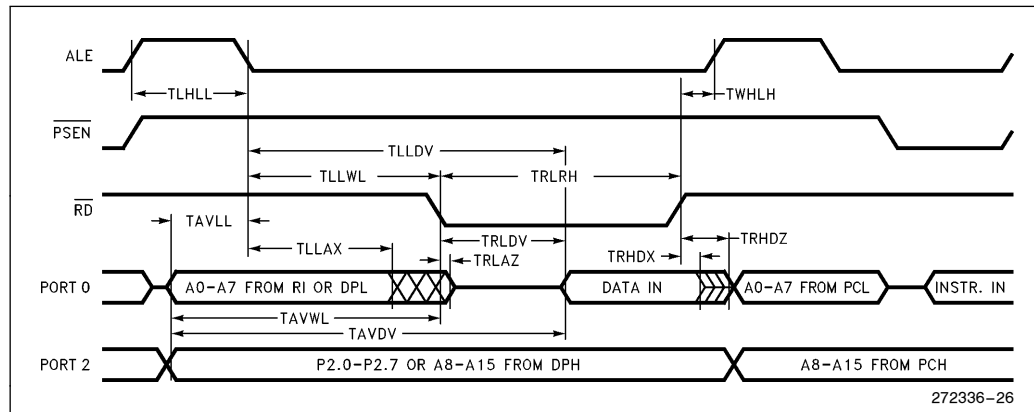 ALE
TLHLL
TWHLH
PSEN
TLLDV
TLLWL
TRLRH
RD
TAVLL
TLLAX
TRLDV
TRLAZ
TRHDX
TRHDZ
PORT 0
A0-A7 FROM RI OR DPL
DATA IN
A0-A7 FROM PCL
INSTR. IN
TAVWL
TAVDV
PORT 2
P2.0-P2.7 OR A8-A15 FROM DPH
A8-A15 FROM PCH
272336-26